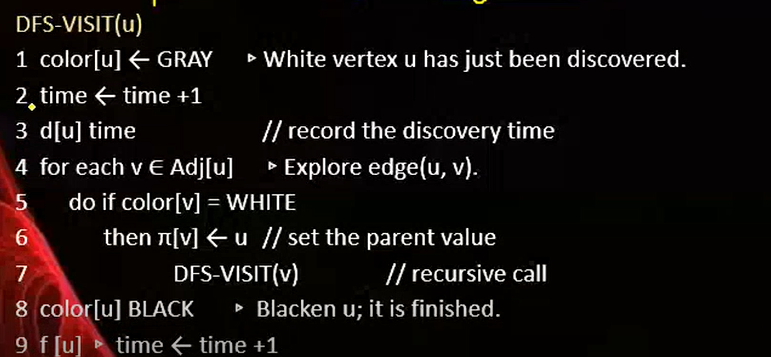 DFS-VISIT(u)
1 color[u] ← GRAY ▹ White vertex u has just been discovered.
2 time ← time +1
3 d[u] time // record the discovery time
4 for each v ∈ Adj[u] ▹ Explore edge(u, v).
5 do if color[v] = WHITE
6 then π[v] ← u // set the parent value
7 DFS-VISIT(v) // recursive call
8 color[u] BLACK ▹ Blacken u; it is finished.
9 f [u] ▹ time ← time +1